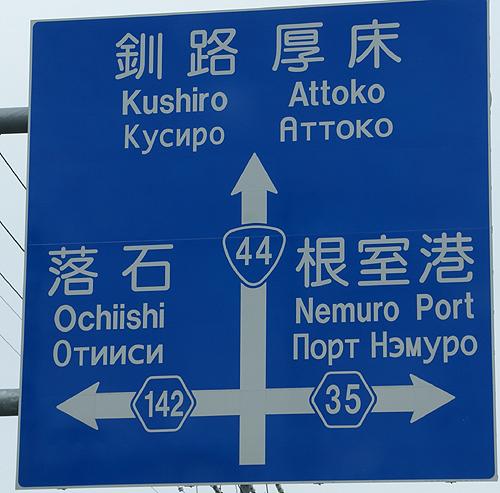 釧路 厚床
Kushiro Attoko
Кусиро Аттоко
44
落石 根室港
Ochiishi Nemuro Port
Отииси Порт Нэмуро
142 35